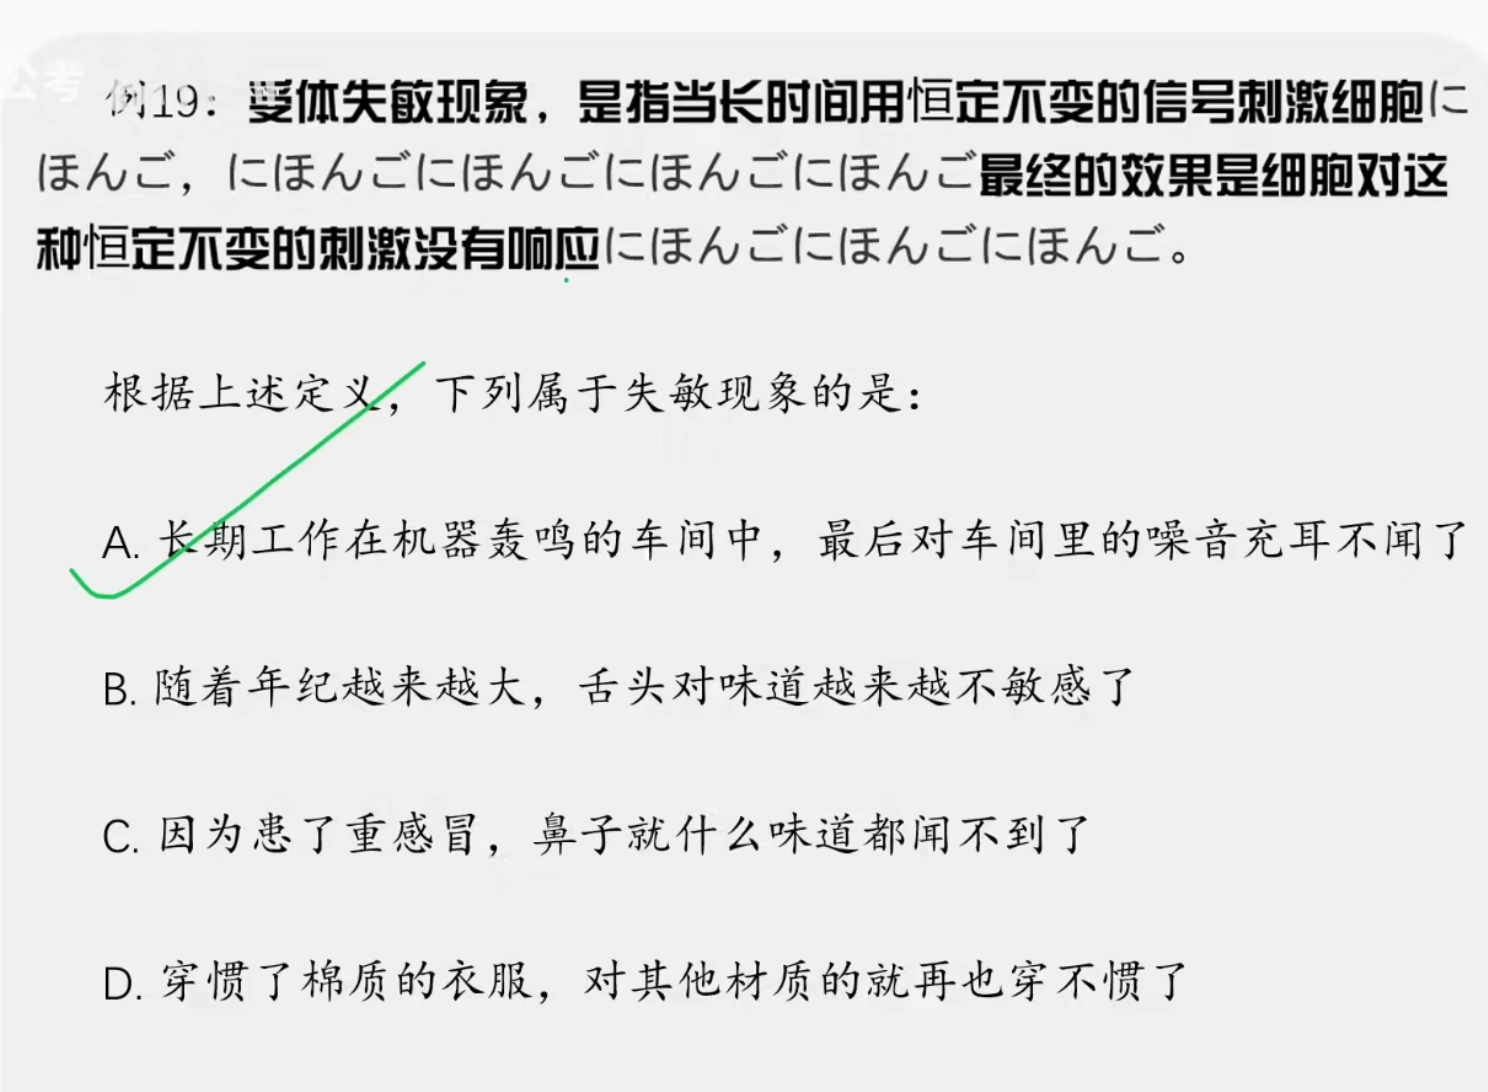 公考
例19：受体失敏现象，是指当长时间用恒定不变的信号刺激细胞に
ほんご，にほんごにほんごにほんごにほんご最终的效果是细胞对这
种恒定不变的刺激没有响应にほんごにほんごにほんご。
根据上述定义，下列属于失敏现象的是：
A. 长期工作在机器轰鸣的车间中，最后对车间里的噪音充耳不闻了
B. 随着年纪越来越大，舌头对味道越来越不敏感了
C. 因为患了重感冒，鼻子就什么味道都闻不到了
D. 穿惯了棉质的衣服，对其他材质的就再也穿不惯了